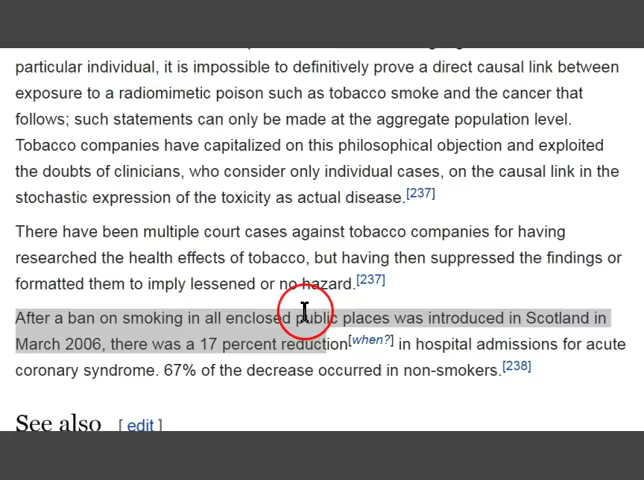 particular individual, it is impossible to definitively prove a direct causal link between
exposure to a radiomimetic poison such as tobacco smoke and the cancer that
follows; such statements can only be made at the aggregate population level.
Tobacco companies have capitalized on this philosophical objection and exploited
the doubts of clinicians, who consider only individual cases, on the causal link in the
stochastic expression of the toxicity as actual disease.[237]
There have been multiple court cases against tobacco companies for having
researched the health effects of tobacco, but having then suppressed the findings or
formatted them to imply lessened or no hazard.[237]
After a ban on smoking in all enclosed public places was introduced in Scotland in
March 2006, there was a 17 percent reduction[when?] in hospital admissions for acute
coronary syndrome. 67% of the decrease occurred in non-smokers.[238]
See also [ edit ]